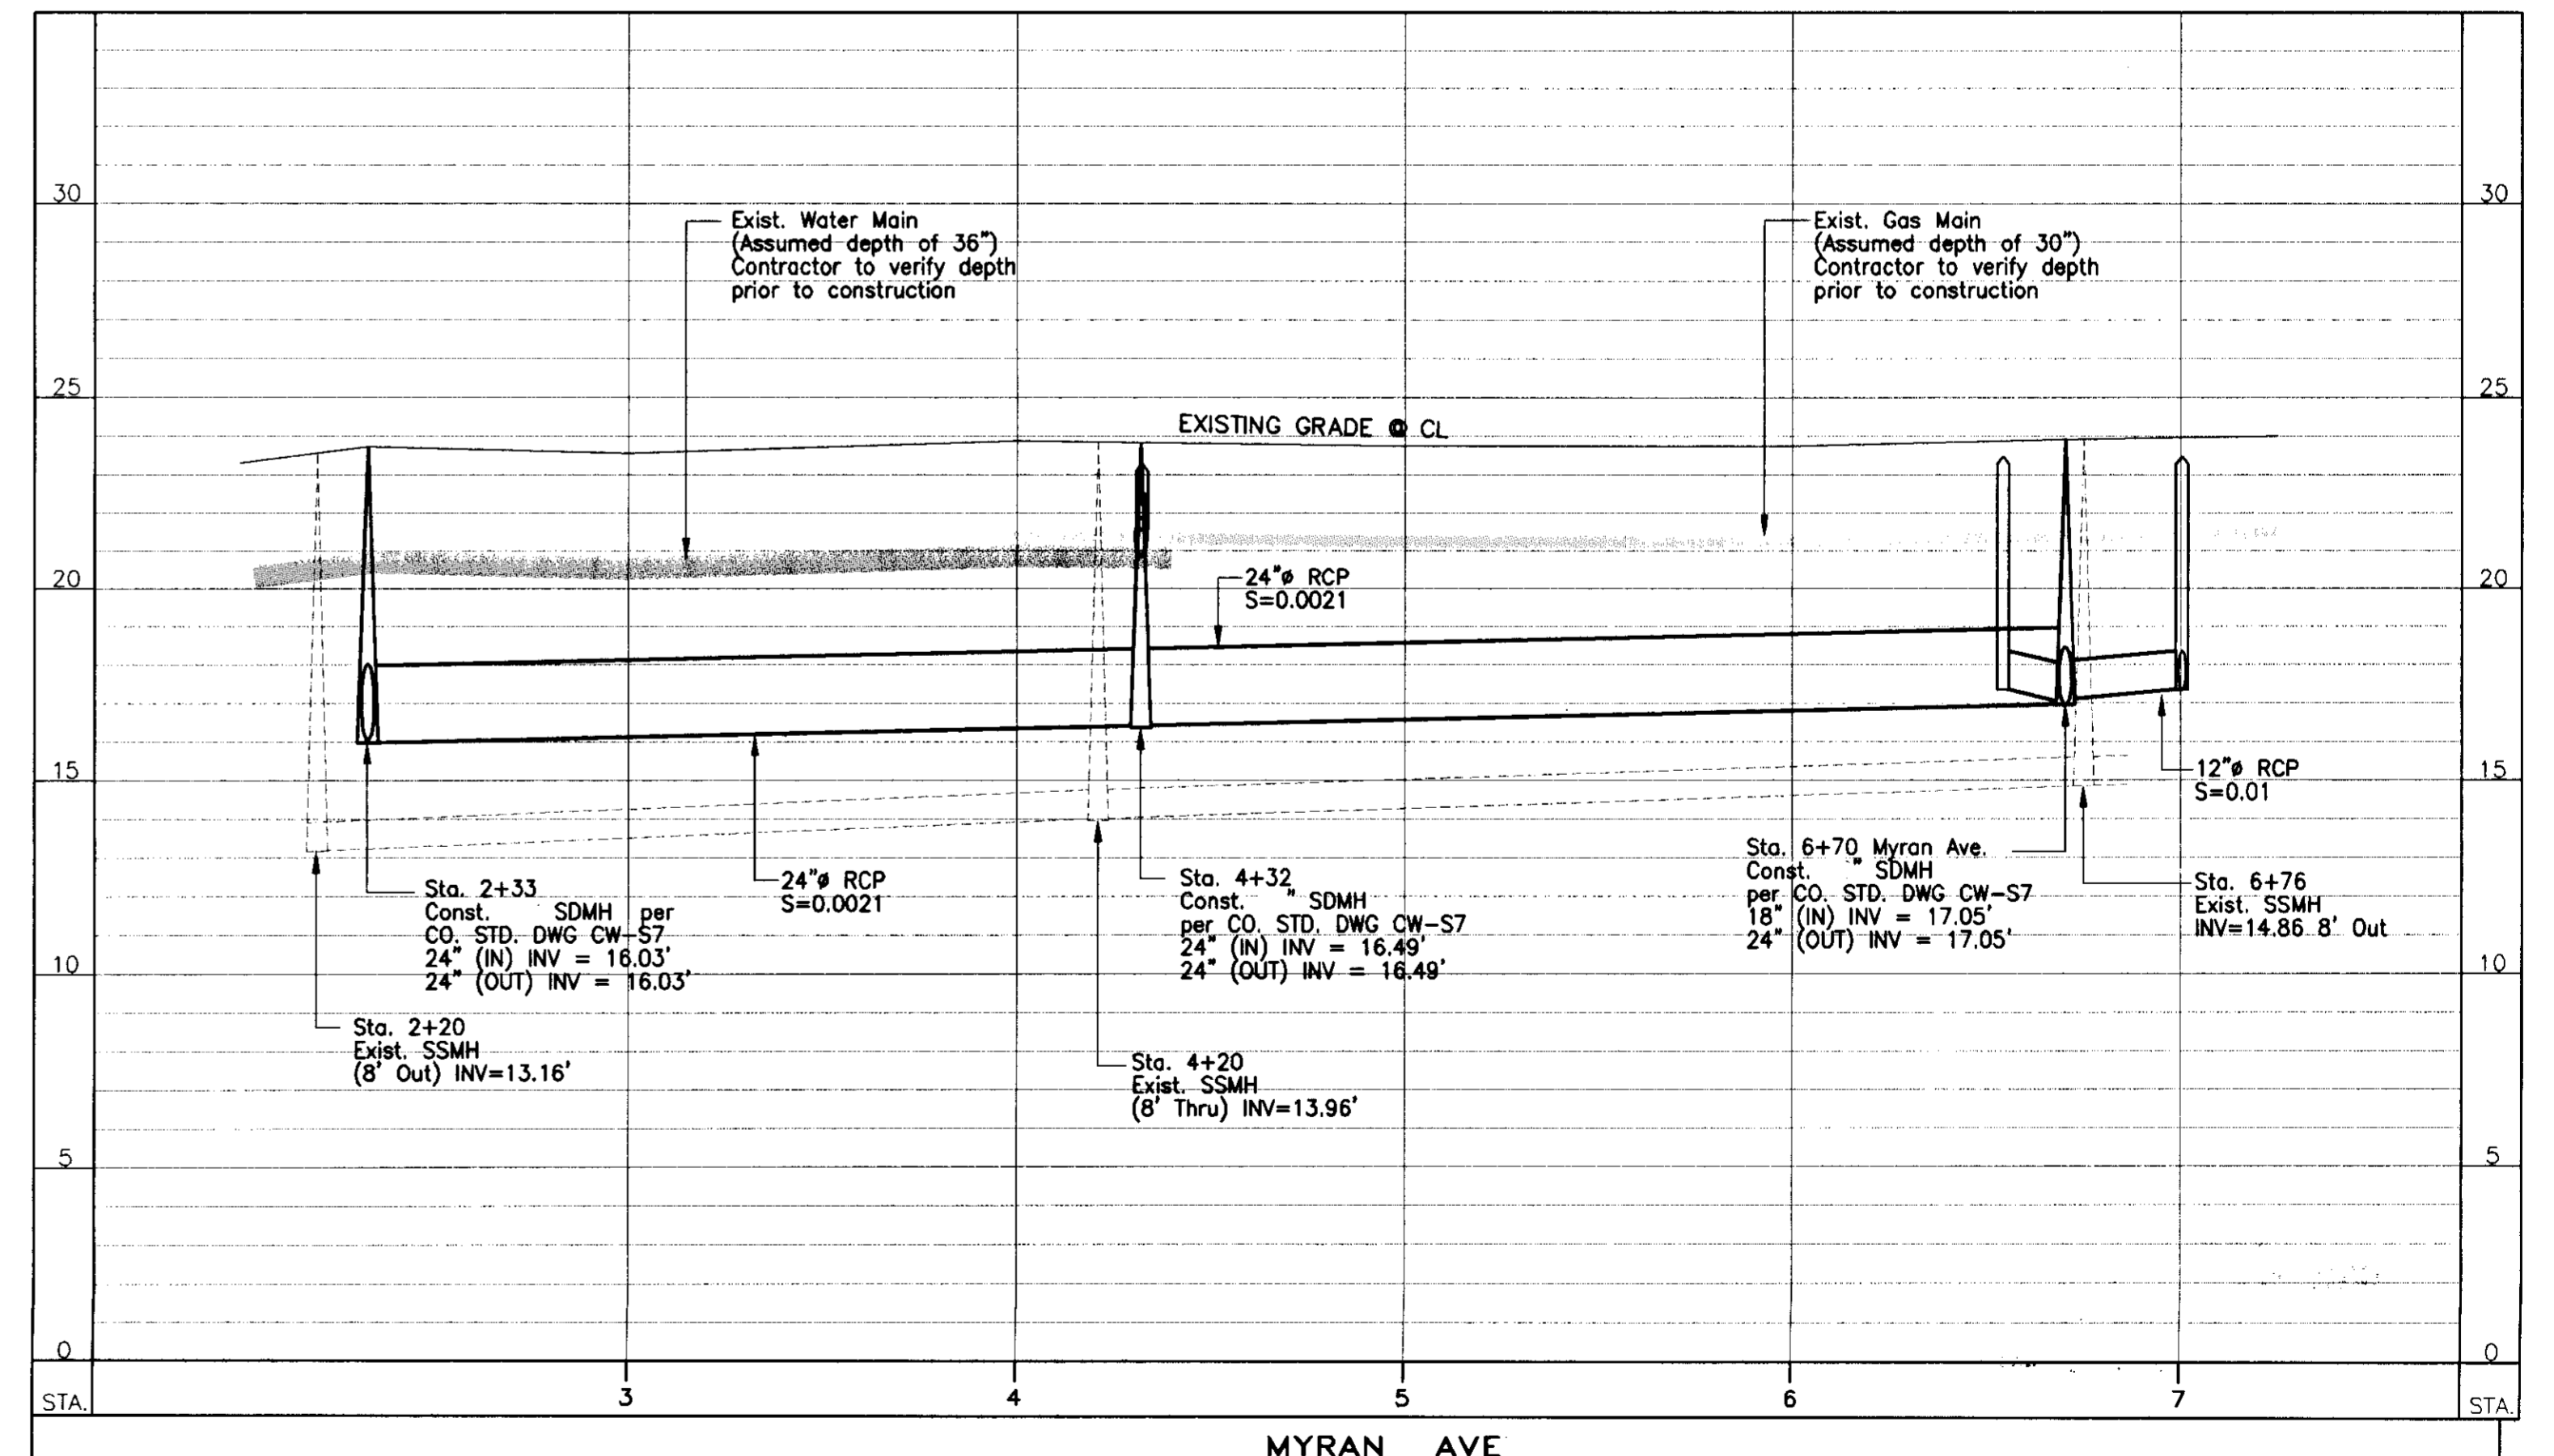 30
30
Exist. Water Main
(Assumed depth of 36")
Contractor to verify depth
prior to construction
Exist. Gas Main
(Assumed depth of 30")
Contractor to verify depth
prior to construction
25
25
EXISTING GRADE @ CL
20
20
24"ø RCP
S=0.0021
15
15
12"ø RCP
S=0.01
24"ø RCP
S=0.0021
Sta. 2+33
Const. SDMH per
CO. STD. DWG CW-S7
24" (IN) INV = 16.03'
24" (OUT) INV = 16.03'
Sta. 4+32
Const. " SDMH
per CO. STD. DWG CW-S7
24" (IN) INV = 16.49'
24" (OUT) INV = 16.49'
Sta. 6+70 Myran Ave.
Const. " SDMH
per CO. STD. DWG CW-S7
18" (IN) INV = 17.05'
24" (OUT) INV = 17.05'
Sta. 6+76
Exist. SSMH
INV=14.86 8' Out
10
10
Sta. 2+20
Exist. SSMH
(8' Out) INV=13.16'
Sta. 4+20
Exist. SSMH
(8' Thru) INV=13.96'
5
5
0
0
STA.
3
4
5
6
7
STA.
MYRAN AVE